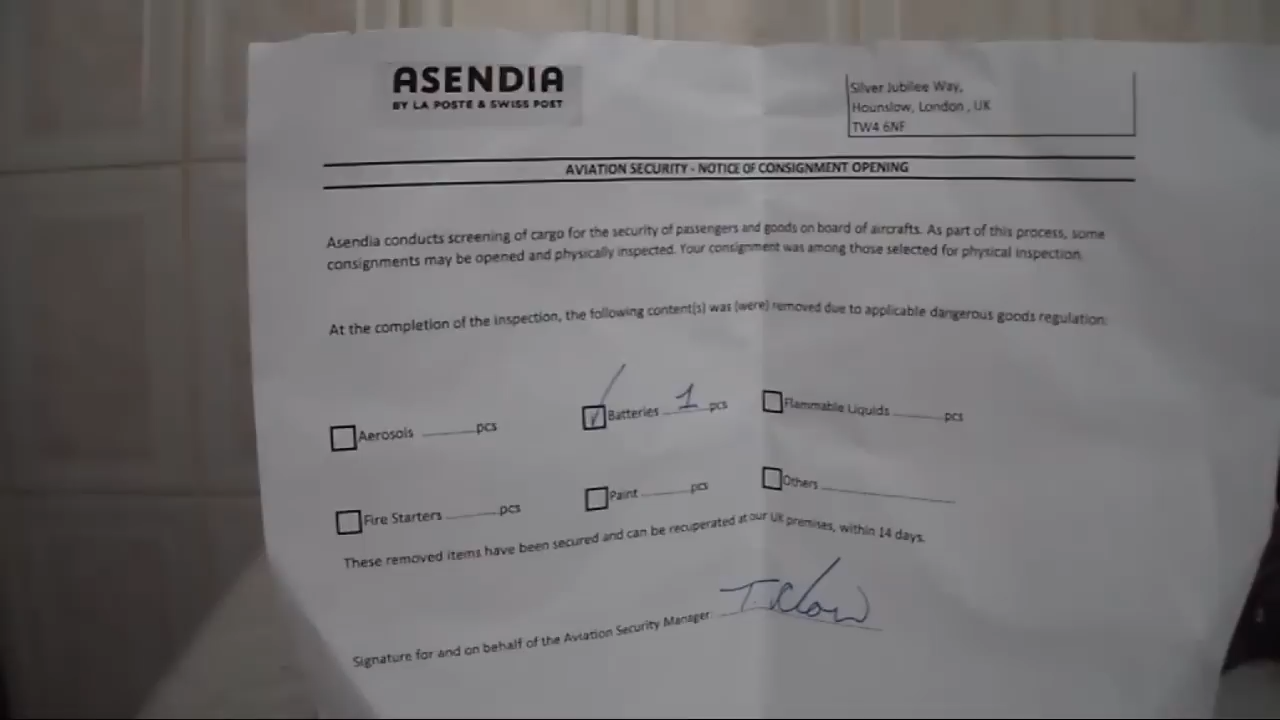 ASENDIA
BY LA POSTE & SWISS POST
Silver Jubilee Way,
Hounslow, London , UK
TW4 6NF
AVIATION SECURITY - NOTICE OF CONSIGNMENT OPENING
Asendia conducts screening of cargo for the security of passengers and goods on board of aircrafts. As part of this process, some
consignments may be opened and physically inspected. Your consignment was among those selected for physical inspection.
At the completion of the inspection, the following content(s) was (were) removed due to applicable dangerous goods regulation:
Aerosols ........... pcs
Batteries ... 1 ... pcs
Flammable Liquids ........... pcs
Fire Starters ........... pcs
Paint ........... pcs
Others
These removed items have been secured and can be recuperated at our UK premises, within 14 days.
Signature for and on behalf of the Aviation Security Manager